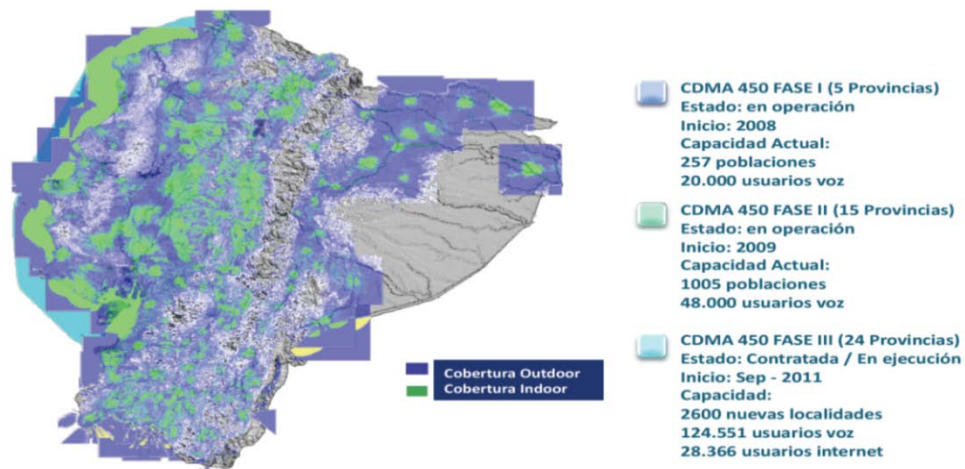 CDMA 450 FASE I (5 Provincias)
Estado: en operación
Inicio: 2008
Capacidad Actual:
257 poblaciones
20.000 usuarios voz
CDMA 450 FASE II (15 Provincias)
Estado: en operación
Inicio: 2009
Capacidad Actual:
1005 poblaciones
48.000 usuarios voz
CDMA 450 FASE III (24 Provincias)
Estado: Contratada / En ejecución
Inicio: Sep - 2011
Capacidad:
2600 nuevas localidades
124.551 usuarios voz
28.366 usuarios internet
Cobertura Outdoor
Cobertura Indoor